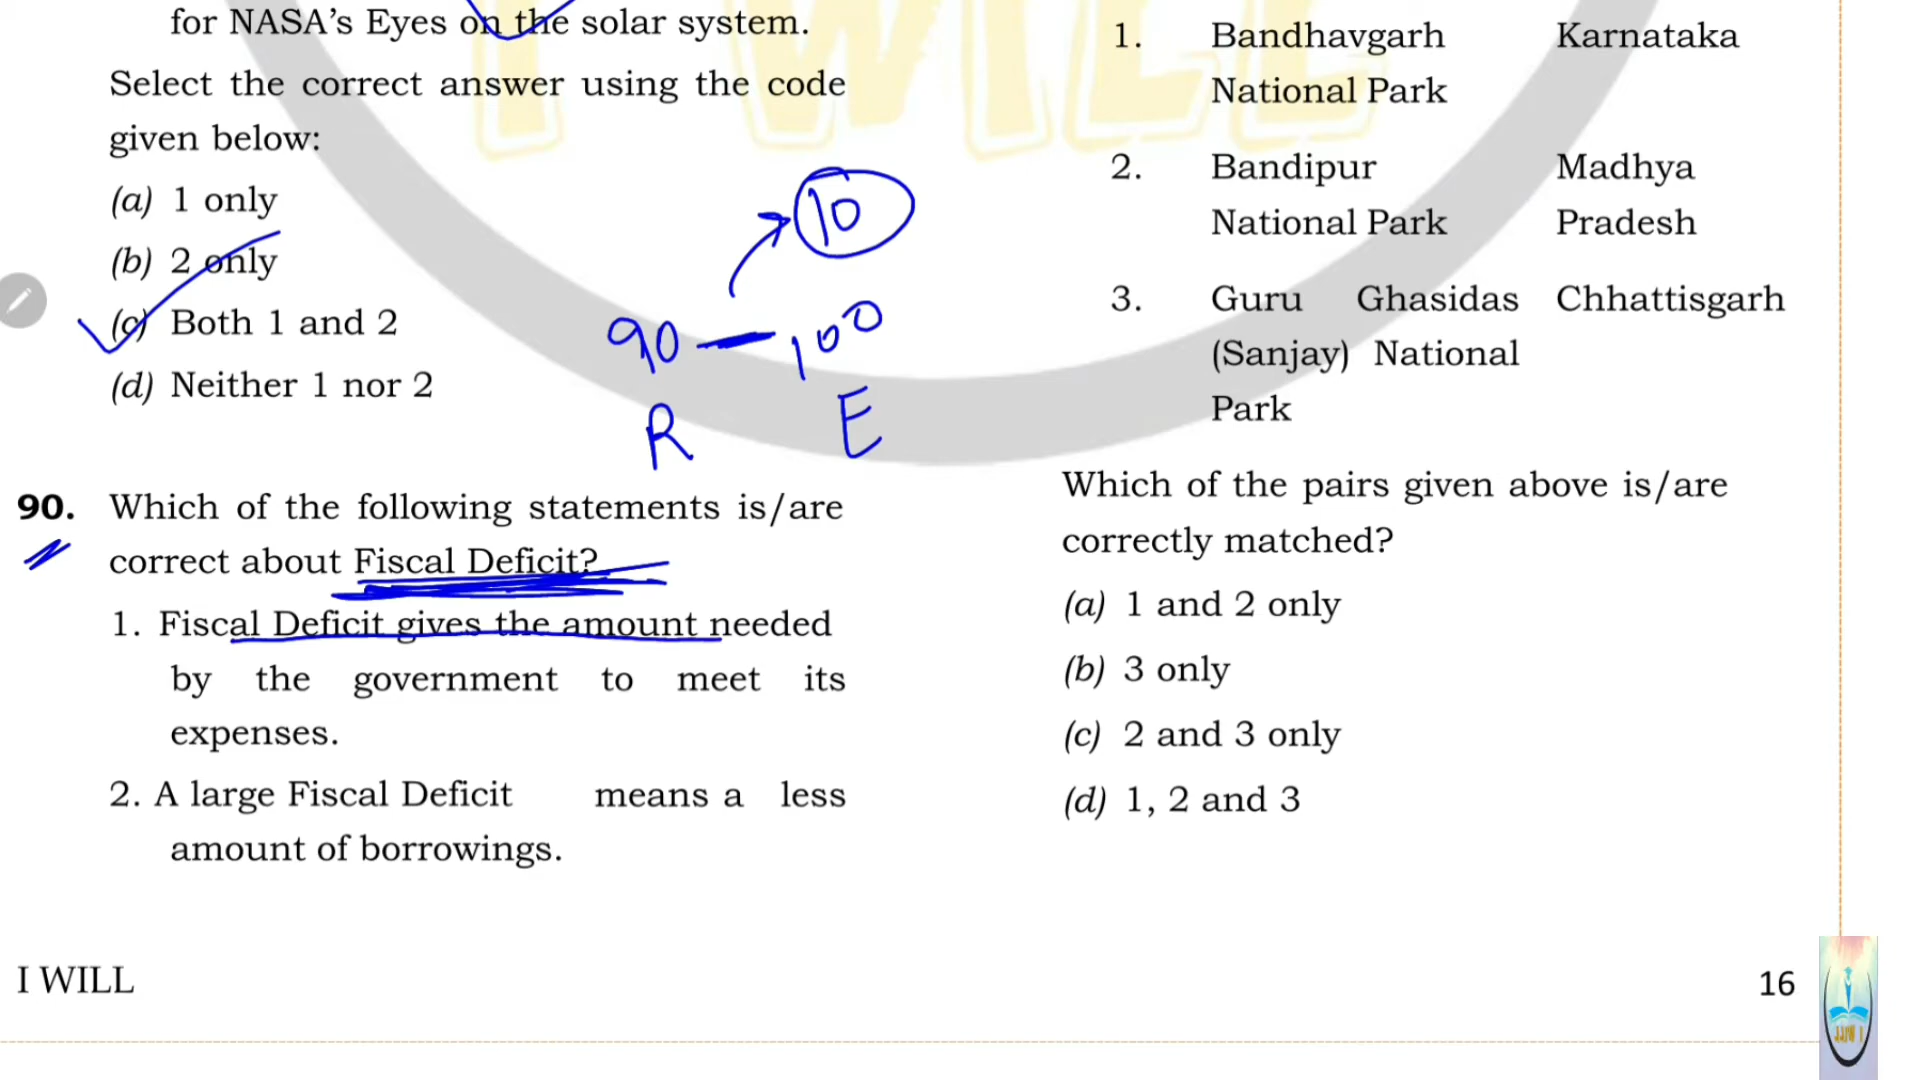 for NASA’s Eyes on the solar system.
Select the correct answer using the code
given below:
(a) 1 only
(b) 2 only
(c) Both 1 and 2
(d) Neither 1 nor 2
10
90 — 100
R E
90. Which of the following statements is/are
correct about Fiscal Deficit?
1. Fiscal Deficit gives the amount needed
by the government to meet its
expenses.
2. A large Fiscal Deficit means a less
amount of borrowings.
1. Bandhavgarh Karnataka
National Park
2. Bandipur Madhya
National Park Pradesh
3. Guru Ghasidas Chhattisgarh
(Sanjay) National
Park
Which of the pairs given above is/are
correctly matched?
(a) 1 and 2 only
(b) 3 only
(c) 2 and 3 only
(d) 1, 2 and 3
I WILL
16